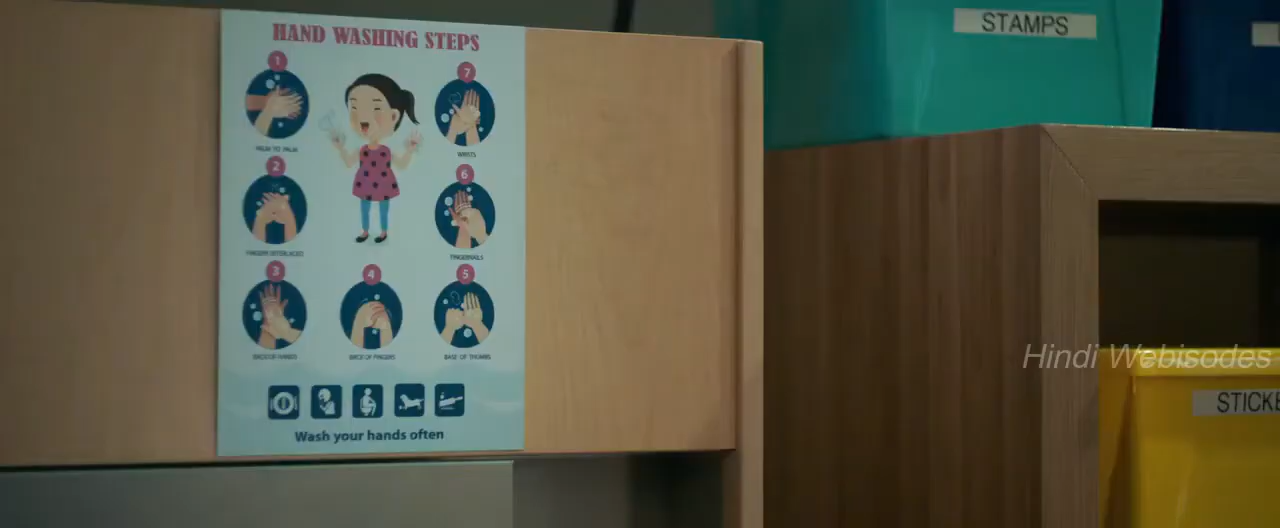 HAND WASHING STEPS
1
PALM TO PALM
2
FINGER INTERLACED
3
BACK OF HANDS
4
BACK OF FINGERS
5
BASE OF THUMBS
6
FINGERNAILS
7
WRISTS
Wash your hands often
STAMPS
Hindi Webisodes
STICKE